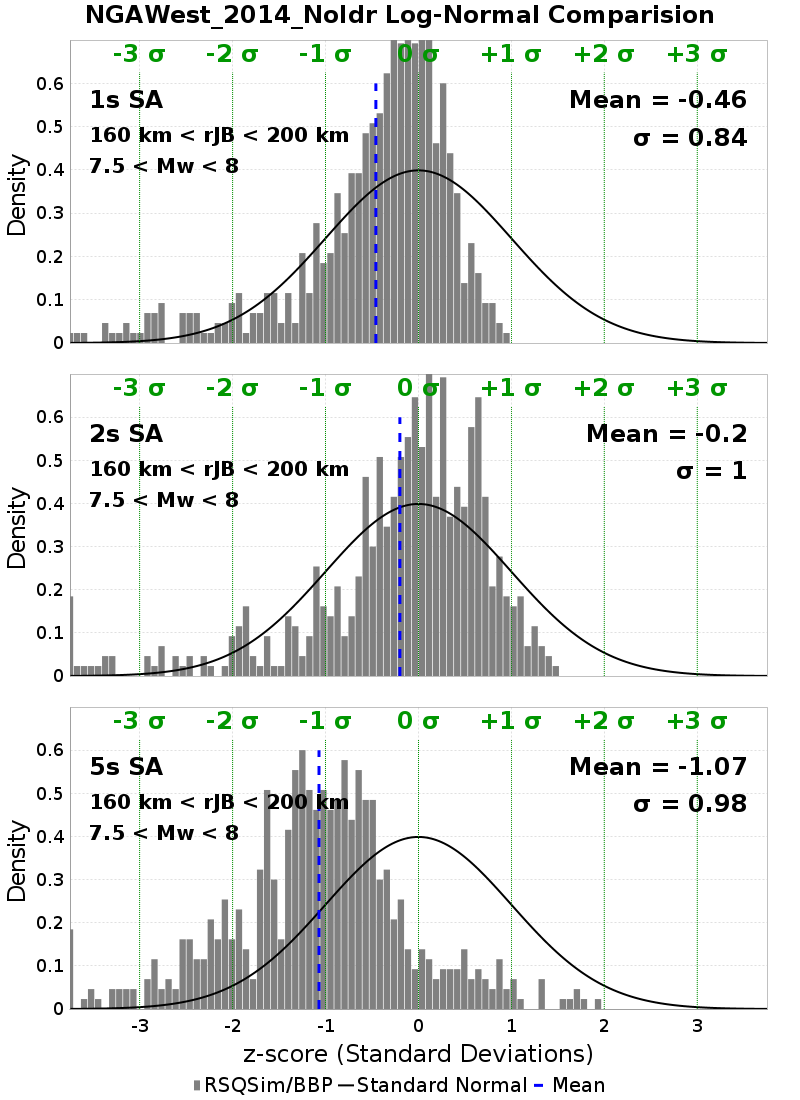 NGAWest_2014_NoIdr Log-Normal Comparision
-3 σ -2 σ -1 σ 0 σ +1 σ +2 σ +3 σ
1s SA
160 km < rJB < 200 km
7.5 < Mw < 8
Mean = -0.46
σ = 0.84
0.6
0.5
0.4
0.3
0.2
0.1
0
Density
-3 σ -2 σ -1 σ 0 σ +1 σ +2 σ +3 σ
2s SA
160 km < rJB < 200 km
7.5 < Mw < 8
Mean = -0.2
σ = 1
0.6
0.5
0.4
0.3
0.2
0.1
0
Density
-3 σ -2 σ -1 σ 0 σ +1 σ +2 σ +3 σ
5s SA
160 km < rJB < 200 km
7.5 < Mw < 8
Mean = -1.07
σ = 0.98
0.6
0.5
0.4
0.3
0.2
0.1
0
Density
-3 -2 -1 0 1 2 3
z-score (Standard Deviations)
RSQSim/BBP Standard Normal Mean